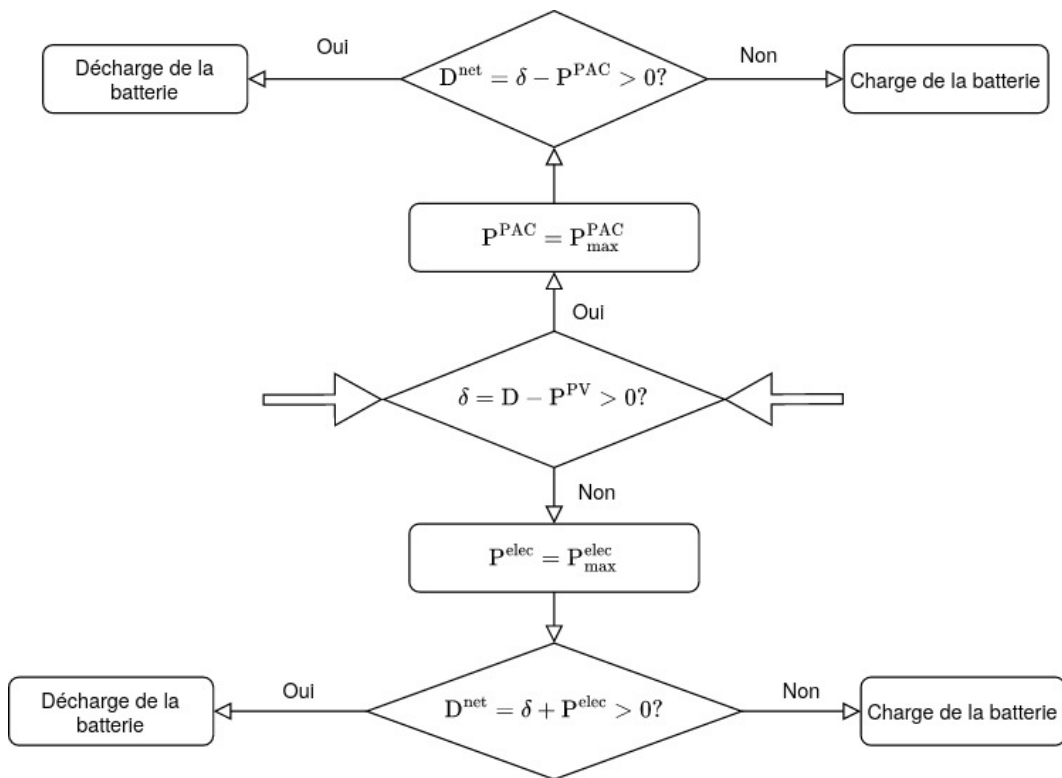 Oui
Non
Décharge de la
batterie
D^net = δ − P^PAC > 0?
Charge de la batterie
P^PAC = P^PAC_max
Oui
δ = D − P^PV > 0?
Non
P^elec = P^elec_max
Oui
Non
Décharge de la
batterie
D^net = δ + P^elec > 0?
Charge de la batterie